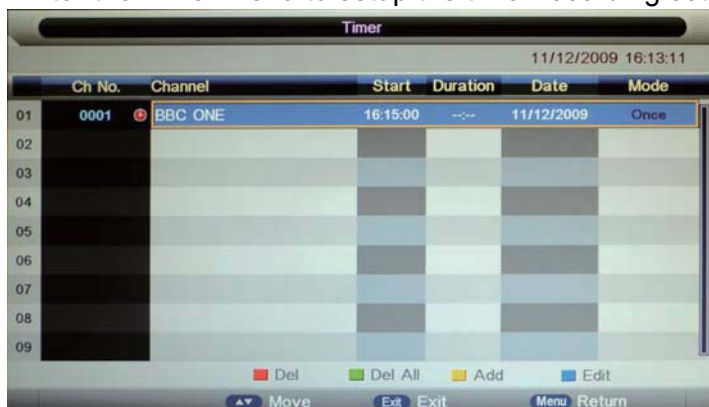 Timer
11/12/2009 16:13:11
Ch No. Channel Start Duration Date Mode
01 0001 BBC ONE 16:15:00 --:-- 11/12/2009 Once
02
03
04
05
06
07
08
09
Del Del All Add Edit
Move Exit Exit Menu Return